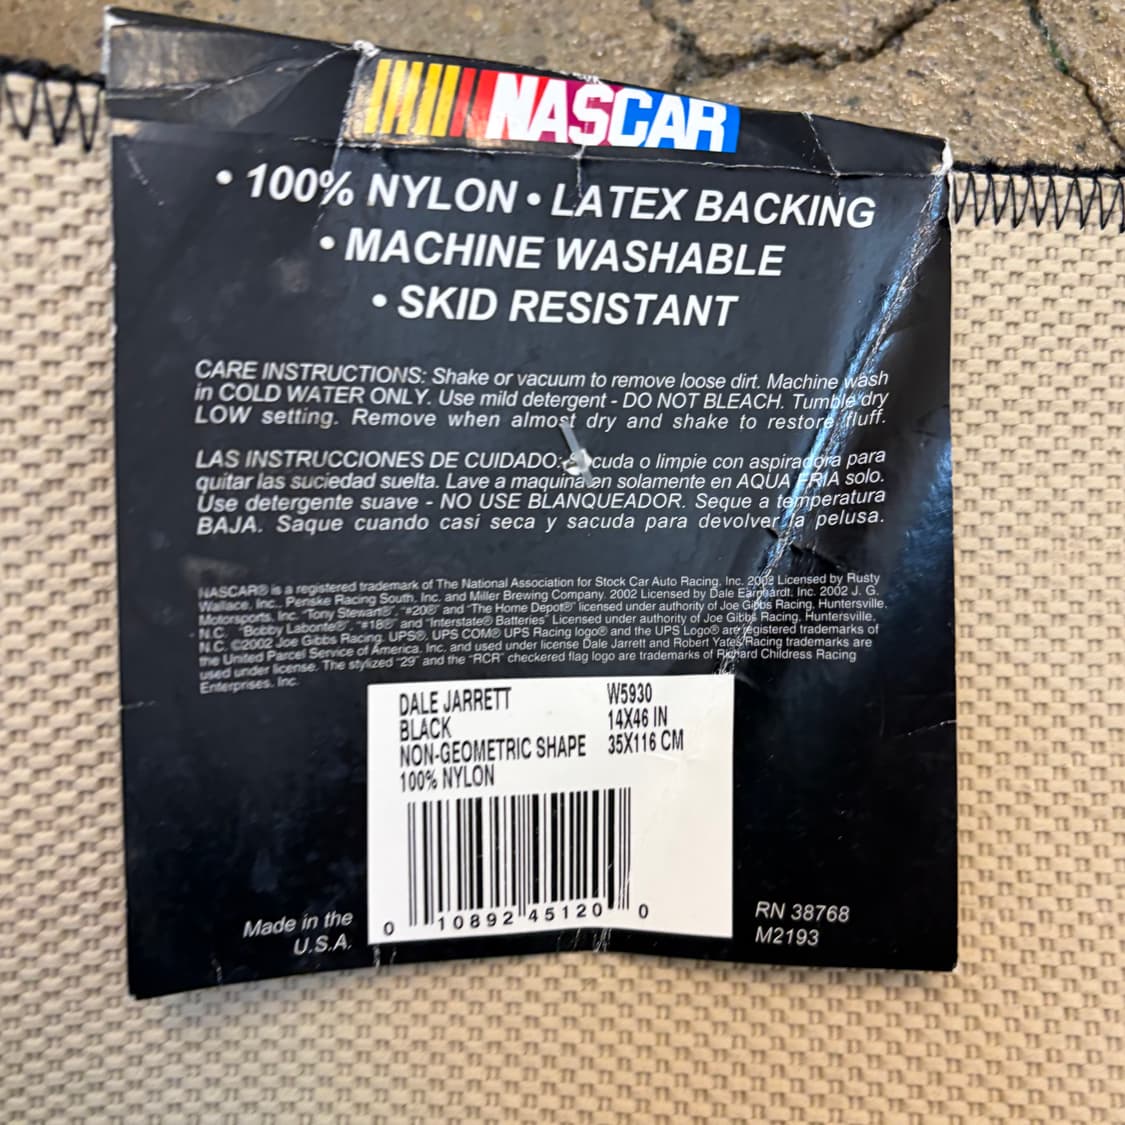 NASCAR
• 100% NYLON • LATEX BACKING
• MACHINE WASHABLE
• SKID RESISTANT
CARE INSTRUCTIONS: Shake or vacuum to remove loose dirt. Machine wash
in COLD WATER ONLY. Use mild detergent - DO NOT BLEACH. Tumble dry
LOW setting. Remove when almost dry and shake to restore fluff.
LAS INSTRUCCIONES DE CUIDADO: Sacuda o limpie con aspiradora para
quitar las suciedad suelta. Lave a maquina en solamente en AQUA FRIA solo.
Use detergente suave - NO USE BLANQUEADOR. Seque a temperatura
BAJA. Saque cuando casi seca y sacuda para devolver la pelusa.
NASCAR® is a registered trademark of The National Association for Stock Car Auto Racing, Inc. 2002 Licensed by Rusty
Wallace, Inc., Penske Racing South, Inc. and Miller Brewing Company. 2002 Licensed by Dale Earnhardt, Inc. 2002 J. G.
Motorsports, Inc. "Tony Stewart®", "#20®" and "The Home Depot®" licensed under authority of Joe Gibbs Racing, Huntersville,
N.C. "Bobby Labonte®", "#18®" and "Interstate® Batteries" Licensed under authority of Joe Gibbs Racing, Huntersville,
N.C. ©2002 Joe Gibbs Racing. UPS®, UPS COM® UPS Racing logo® and the UPS Logo® are registered trademarks of
the United Parcel Service of America, Inc. and used under license Dale Jarrett and Robert Yates Racing trademarks are
used under license. The stylized "29" and the "RCR" checkered flag logo are trademarks of Richard Childress Racing
Enterprises, Inc.
DALE JARRETT W5930
BLACK 14X46 IN
NON-GEOMETRIC SHAPE 35X116 CM
100% NYLON
0 10892 45120 0
Made in the
U.S.A.
RN 38768
M2193